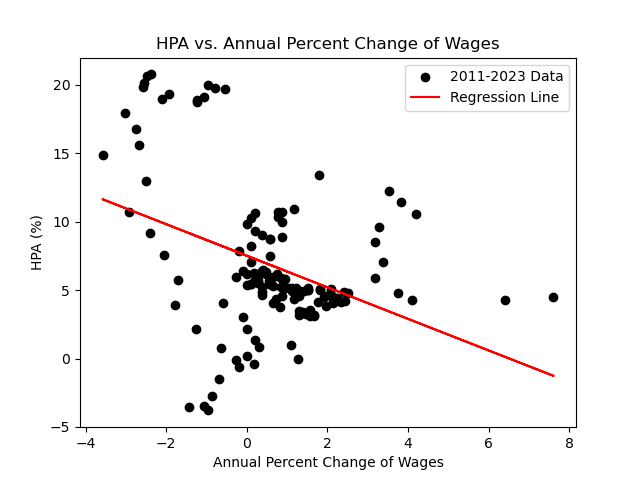 HPA vs. Annual Percent Change of Wages
2011-2023 Data
Regression Line
HPA (%)
20
15
10
5
0
−5
−4
−2
0
2
4
6
8
Annual Percent Change of Wages